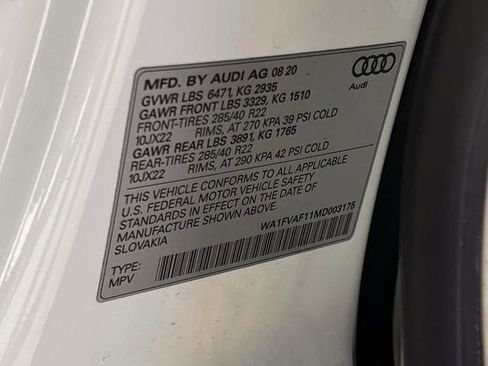 MFD. BY AUDI AG 08 20
GVWR LBS 6471, KG 2935
GAWR FRONT LBS 3329, KG 1510
FRONT-TIRES 285/40 R22
10JX22 RIMS, AT 270 KPA 39 PSI COLD
GAWR REAR LBS 3891, KG 1765
REAR-TIRES 285/40 R22
10JX22 RIMS, AT 290 KPA 42 PSI COLD
THIS VEHICLE CONFORMS TO ALL APPLICABLE
U.S. FEDERAL MOTOR VEHICLE SAFETY
STANDARDS IN EFFECT ON THE DATE OF
MANUFACTURE SHOWN ABOVE.
SLOVAKIA
WA1FVAF11MD003175
TYPE:
MPV
Audi